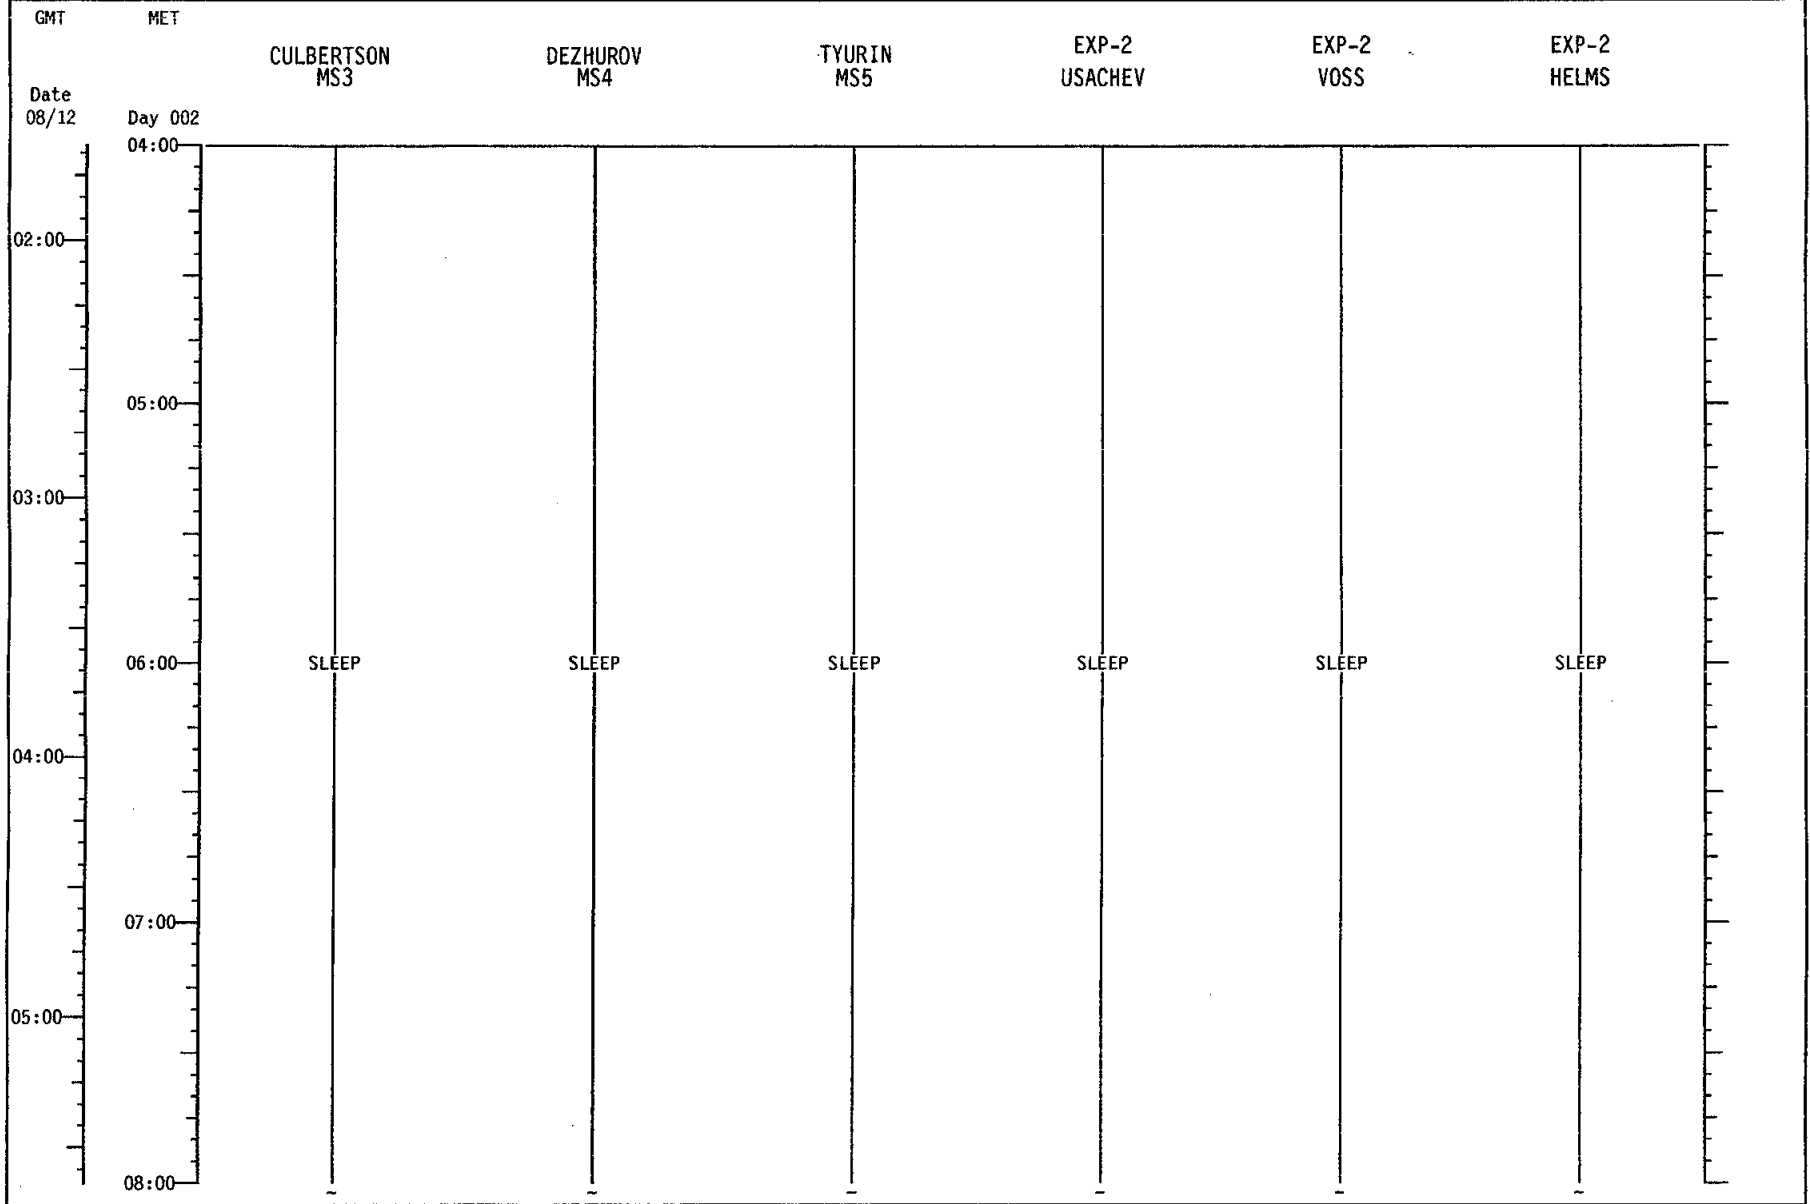 GMT MET
CULBERTSON DEZHUROV TYURIN EXP-2 EXP-2 EXP-2
MS3 MS4 MS5 USACHEV VOSS HELMS
Date
08/12 Day 002
04:00
02:00
05:00
03:00
06:00 SLEEP SLEEP SLEEP SLEEP SLEEP SLEEP
04:00
07:00
05:00
08:00
~ ~ ~ ~ ~ ~